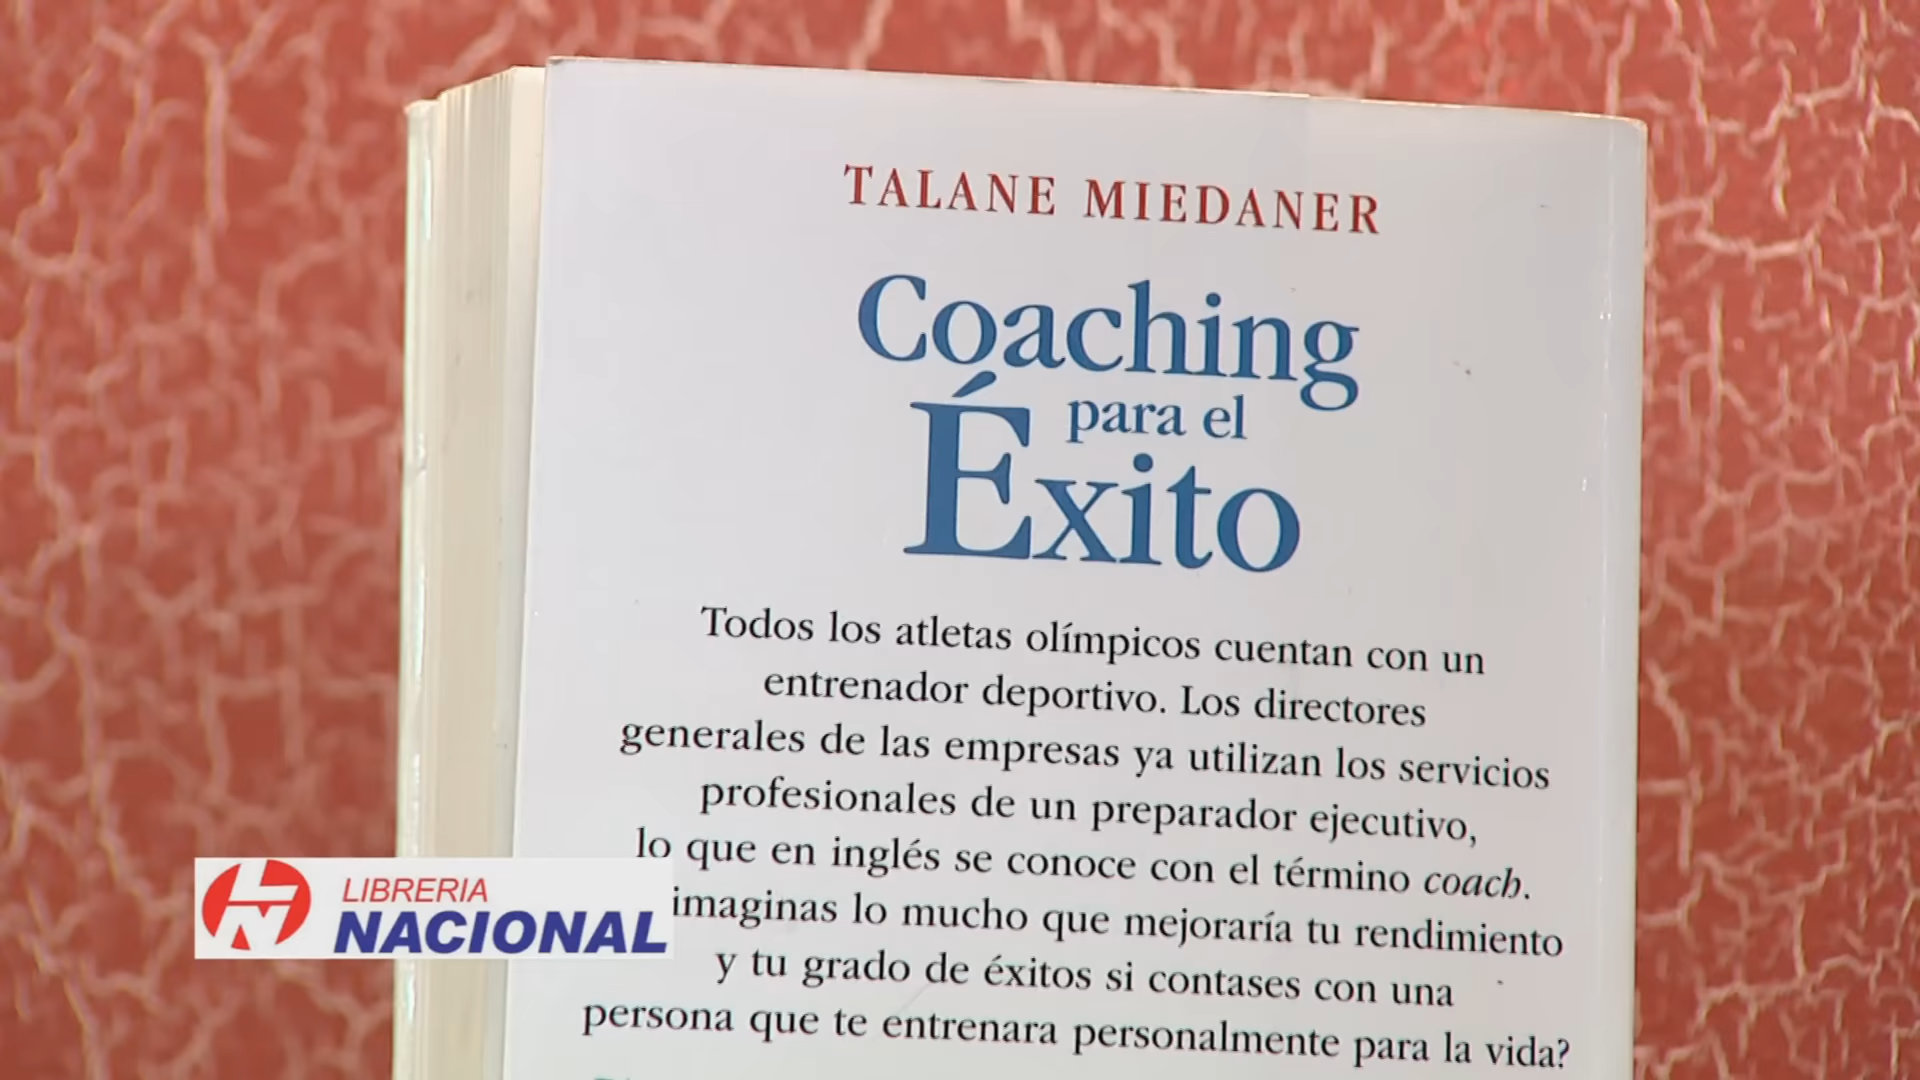 TALANE MIEDANER
Coaching
para el
Éxito
Todos los atletas olímpicos cuentan con un
entrenador deportivo. Los directores
generales de las empresas ya utilizan los servicios
profesionales de un preparador ejecutivo,
lo que en inglés se conoce con el término coach.
imaginas lo mucho que mejoraría tu rendimiento
y tu grado de éxitos si contases con una
persona que te entrenara personalmente para la vida?
LIBRERIA
NACIONAL